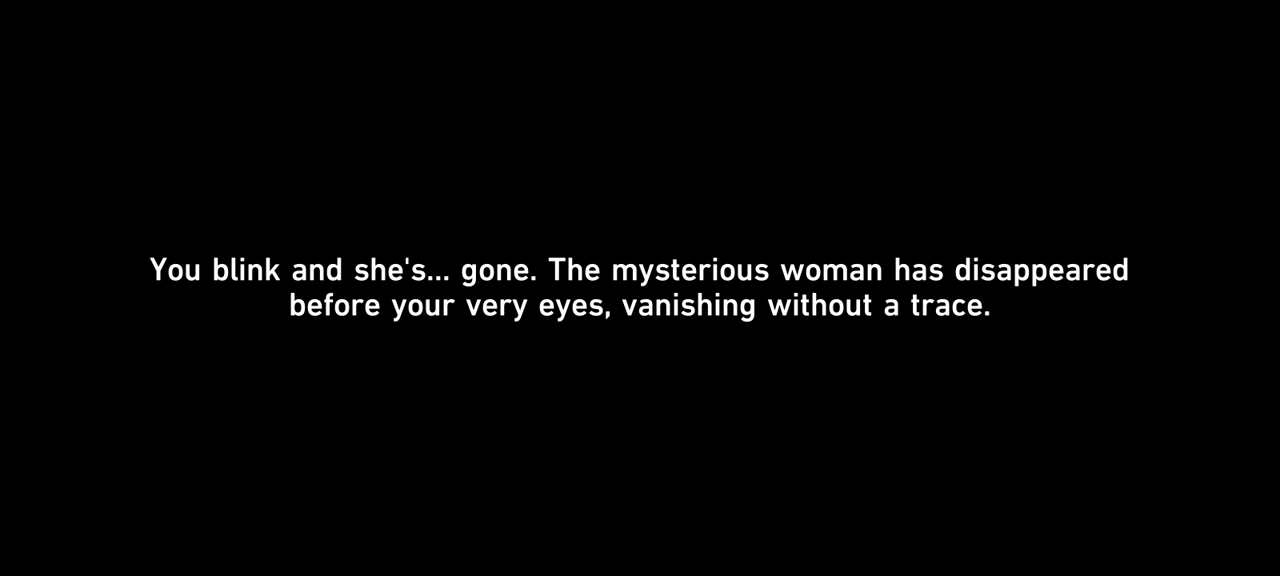 You blink and she's... gone. The mysterious woman has disappeared
before your very eyes, vanishing without a trace.